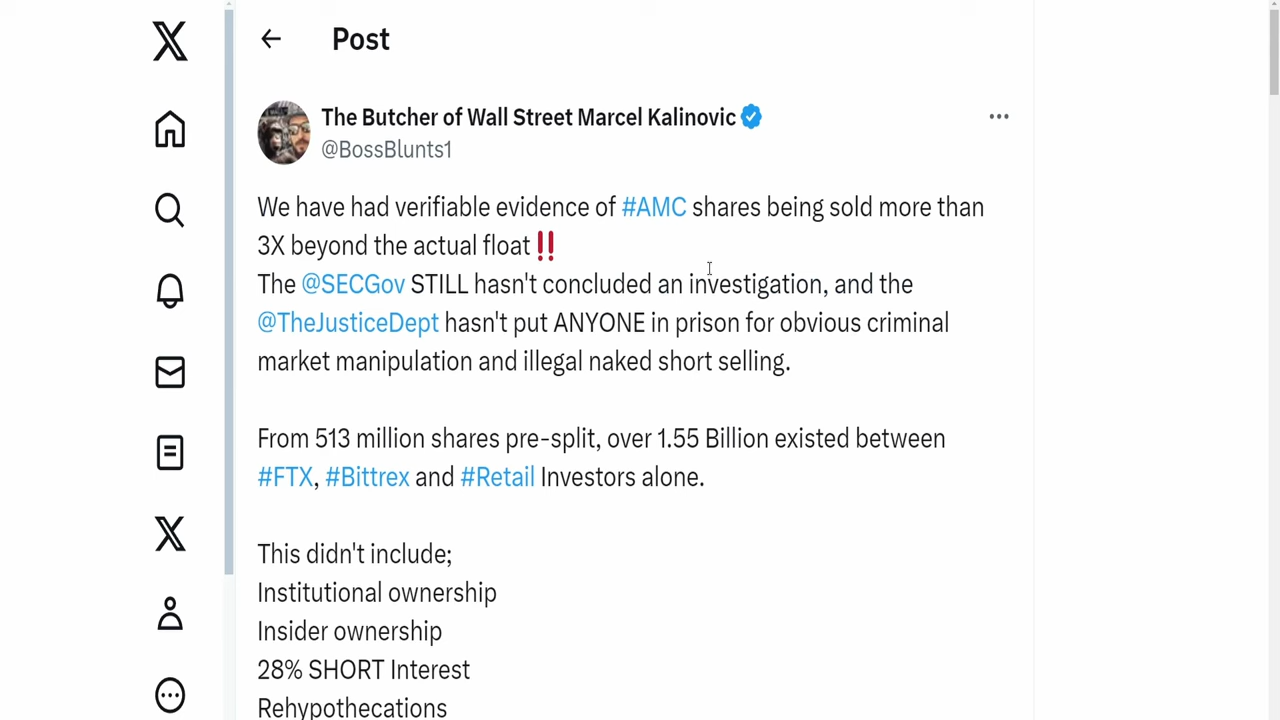 Post
The Butcher of Wall Street Marcel Kalinovic
@BossBlunts1
We have had verifiable evidence of #AMC shares being sold more than
3X beyond the actual float‼️
The @SECGov STILL hasn't concluded an investigation, and the
@TheJusticeDept hasn't put ANYONE in prison for obvious criminal
market manipulation and illegal naked short selling.
From 513 million shares pre-split, over 1.55 Billion existed between
#FTX, #Bittrex and #Retail Investors alone.
This didn't include;
Institutional ownership
Insider ownership
28% SHORT Interest
Rehypothecations